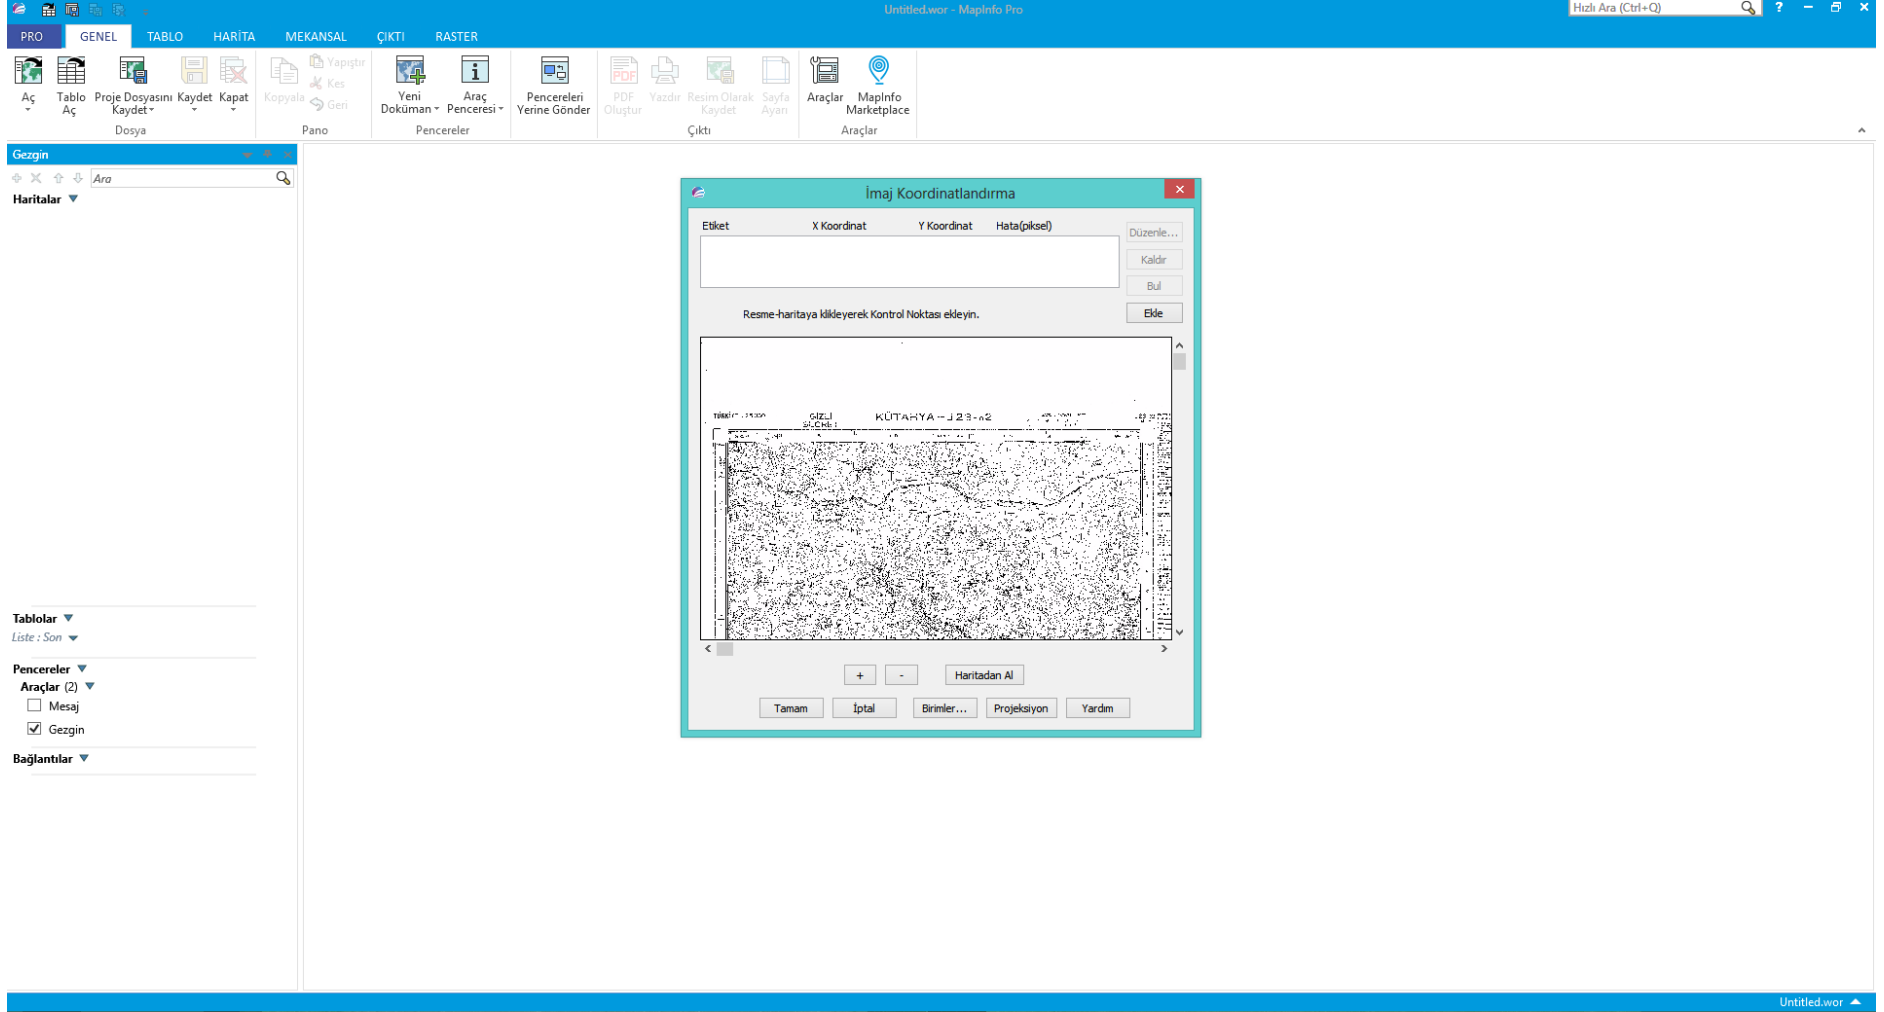 Untitled.wor - MapInfo Pro
Hızlı Ara (Ctrl+Q)
PRO GENEL TABLO HARİTA MEKANSAL ÇIKTI RASTER
Aç
Tablo Aç
Proje Dosyasını Kaydet
Kaydet
Kapat
Dosya
Kopyala
Yapıştır
Kes
Geri
Pano
Yeni Doküman
Araç Penceresi
Pencereler
Pencereleri Yerine Gönder
PDF Oluştur
Yazdır
Resim Olarak Kaydet
Sayfa Ayarı
Çıktı
Araçlar
MapInfo Marketplace
Araçlar
Gezgin
Ara
Haritalar
Tablolar
Liste : Son
Pencereler
Araçlar (2)
Mesaj
Gezgin
Bağlantılar
İmaj Koordinatlandırma
Etiket X Koordinat Y Koordinat Hata(piksel)
Düzenle...
Kaldır
Bul
Ekle
Resme-haritaya klikleyerek Kontrol Noktası ekleyin.
GİZLİ KÜTAHYA-J23-a2
+ - Haritadan Al
Tamam İptal Birimler... Projeksiyon Yardım
Untitled.wor